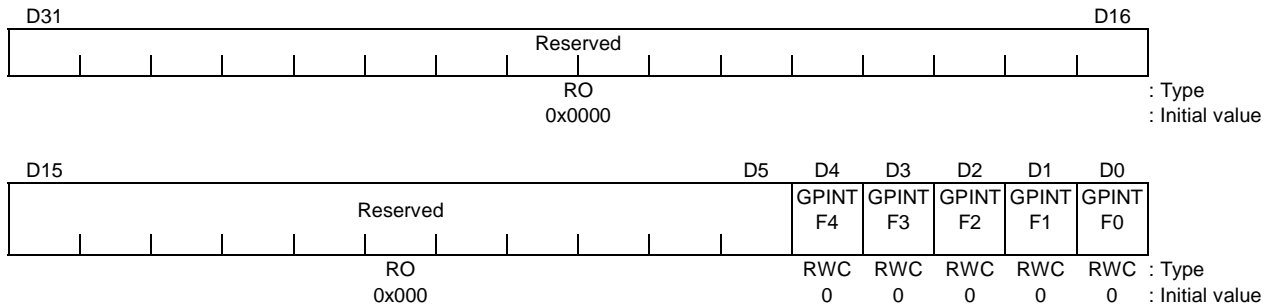 D31 D16
Reserved
RO : Type
0x0000 : Initial value
D15 D5 D4 D3 D2 D1 D0
Reserved GPINT F4 GPINT F3 GPINT F2 GPINT F1 GPINT F0
RO RWC RWC RWC RWC RWC : Type
0x000 0 0 0 0 0 : Initial value